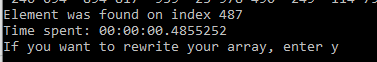 Element was found on index 487
Time spent: 00:00:00.4855252
If you want to rewrite your array, enter y